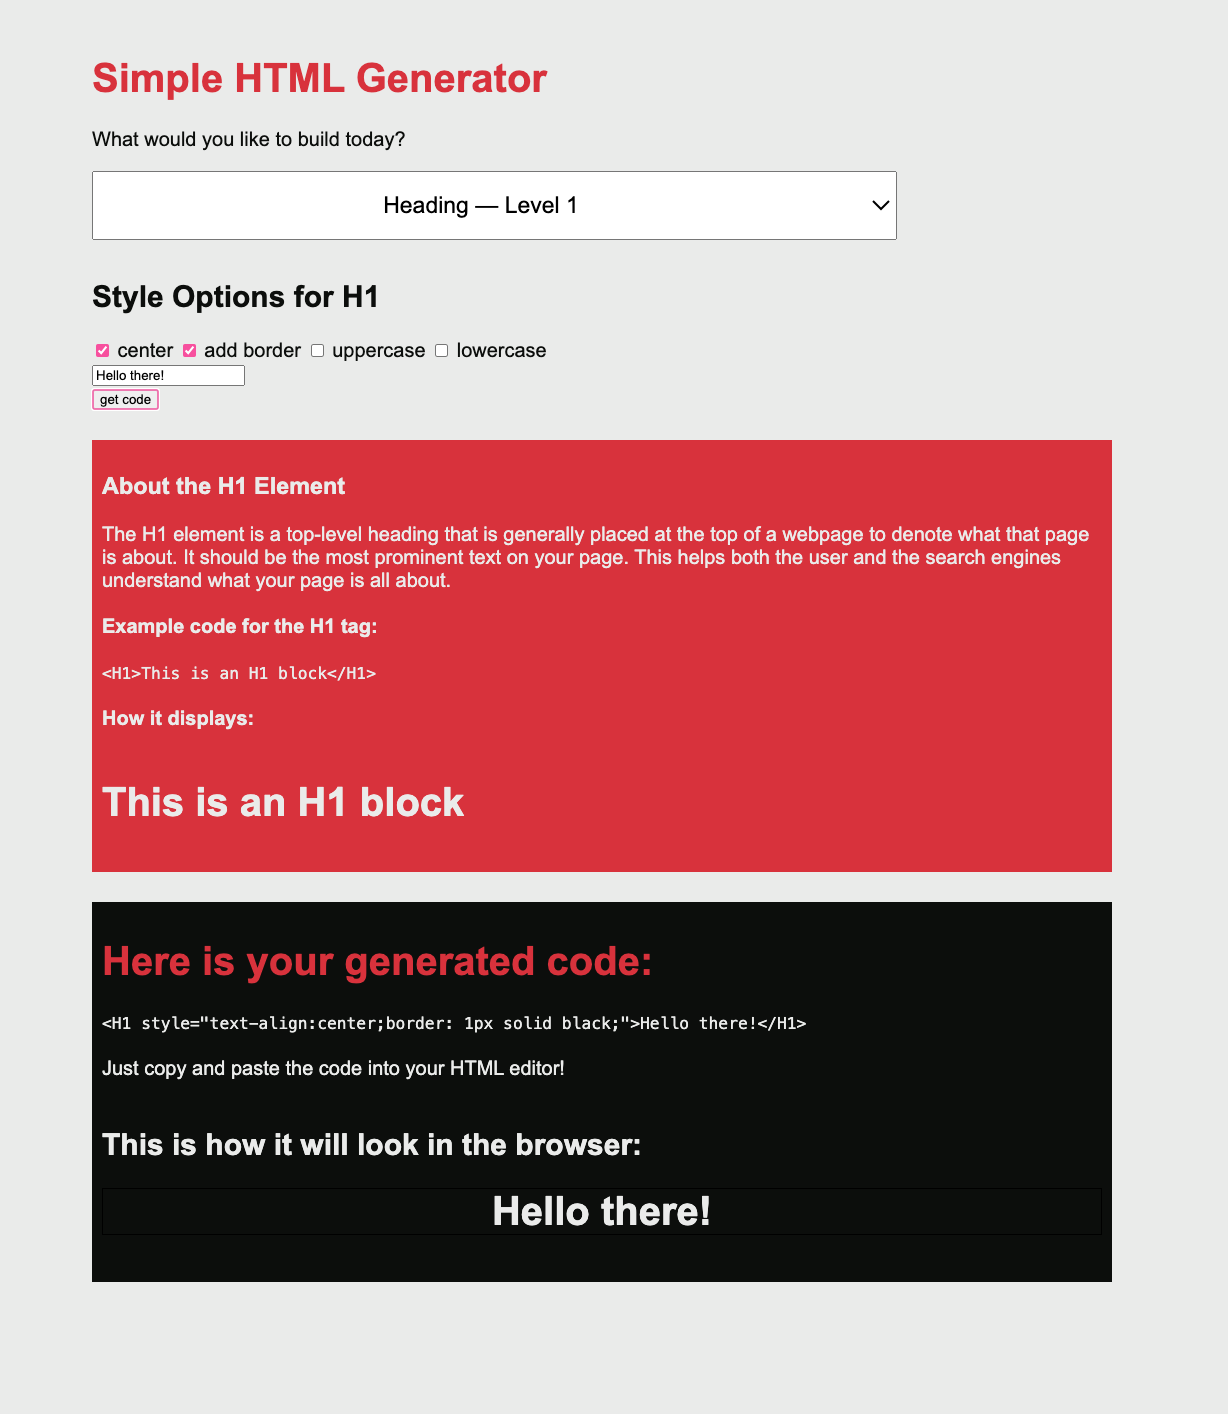 Simple HTML Generator
What would you like to build today?
Heading — Level 1
Style Options for H1
center add border uppercase lowercase
Hello there!
get code
About the H1 Element
The H1 element is a top-level heading that is generally placed at the top of a webpage to denote what that page
is about. It should be the most prominent text on your page. This helps both the user and the search engines
understand what your page is all about.
Example code for the H1 tag:
<H1>This is an H1 block</H1>
How it displays:
This is an H1 block
Here is your generated code:
<H1 style="text-align:center;border: 1px solid black;">Hello there!</H1>
Just copy and paste the code into your HTML editor!
This is how it will look in the browser:
Hello there!